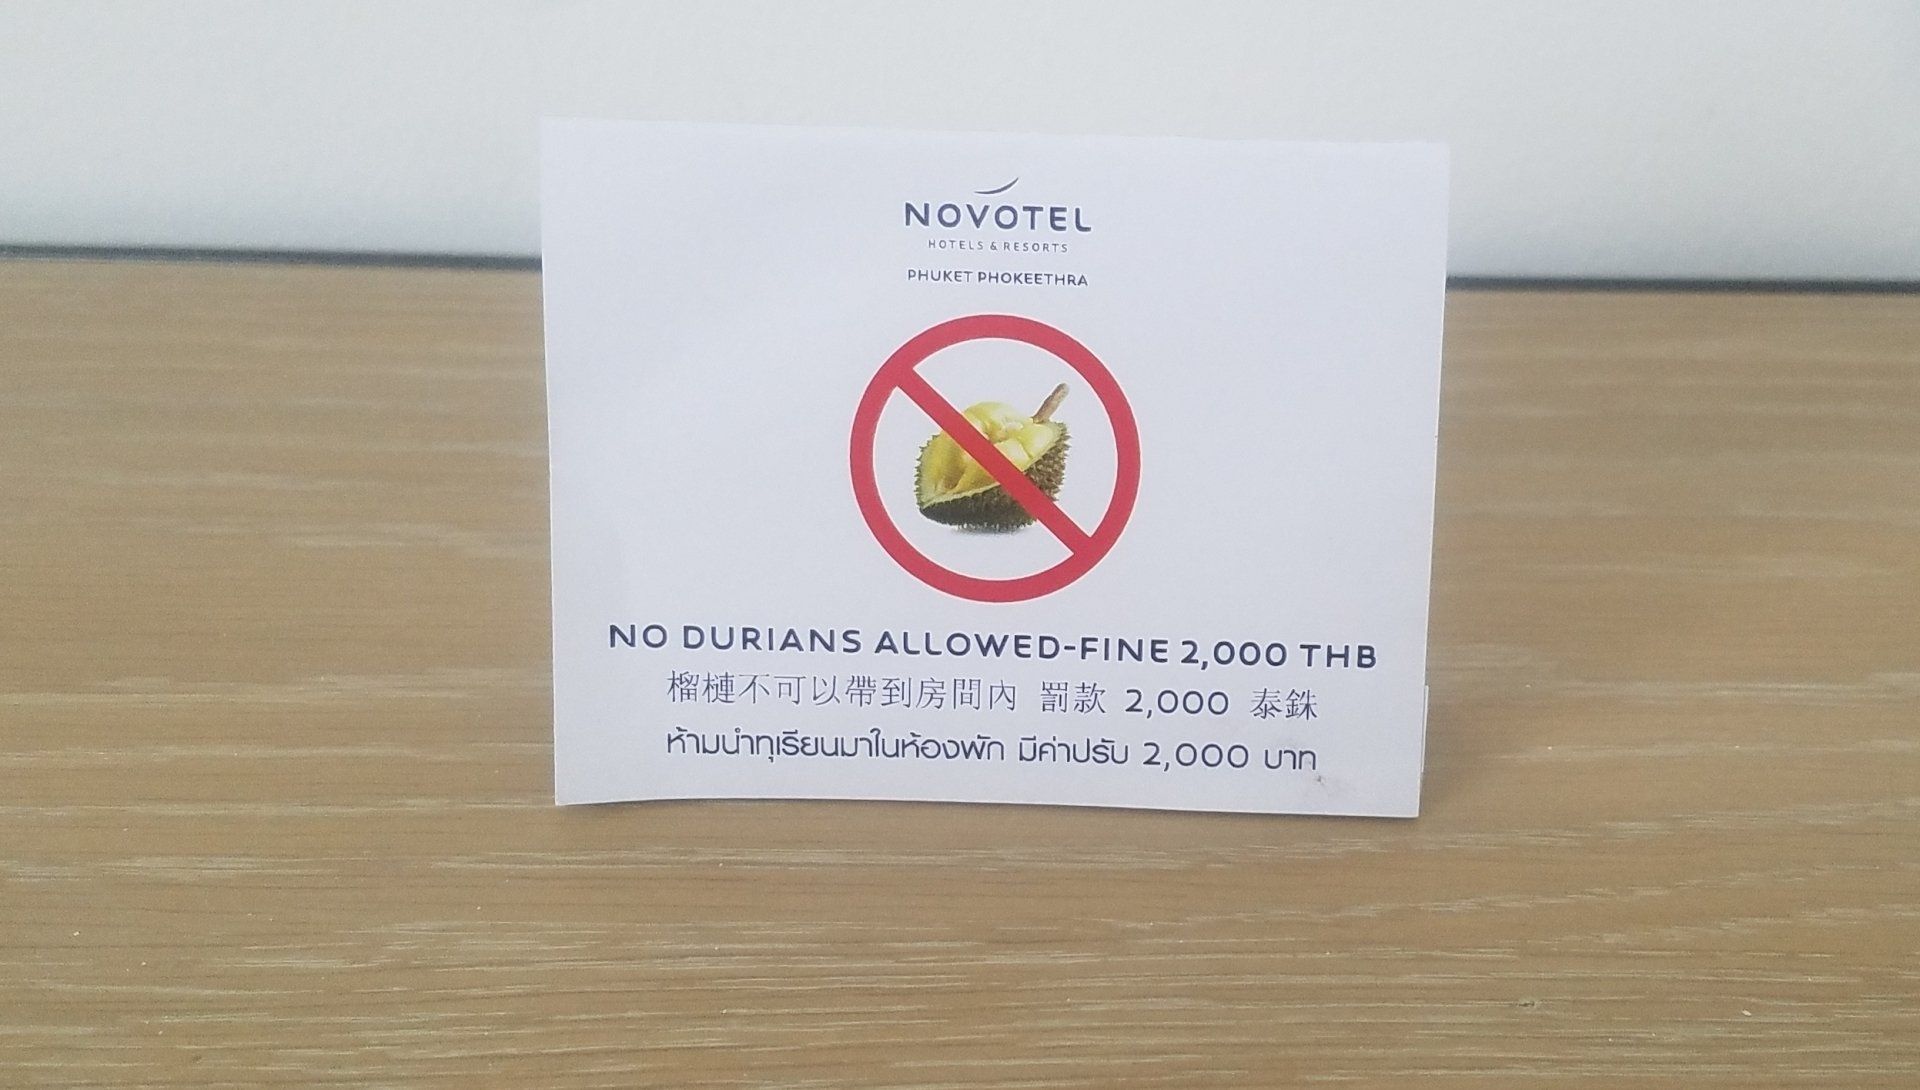 NOVOTEL
HOTELS & RESORTS
PHUKET PHOKEETHRA
NO DURIANS ALLOWED-FINE 2,000 THB
榴槤不可以帶到房間內 罰款 2,000 泰銖
ห้ามนำทุเรียนมาในห้องพัก มีค่าปรับ 2,000 บาท